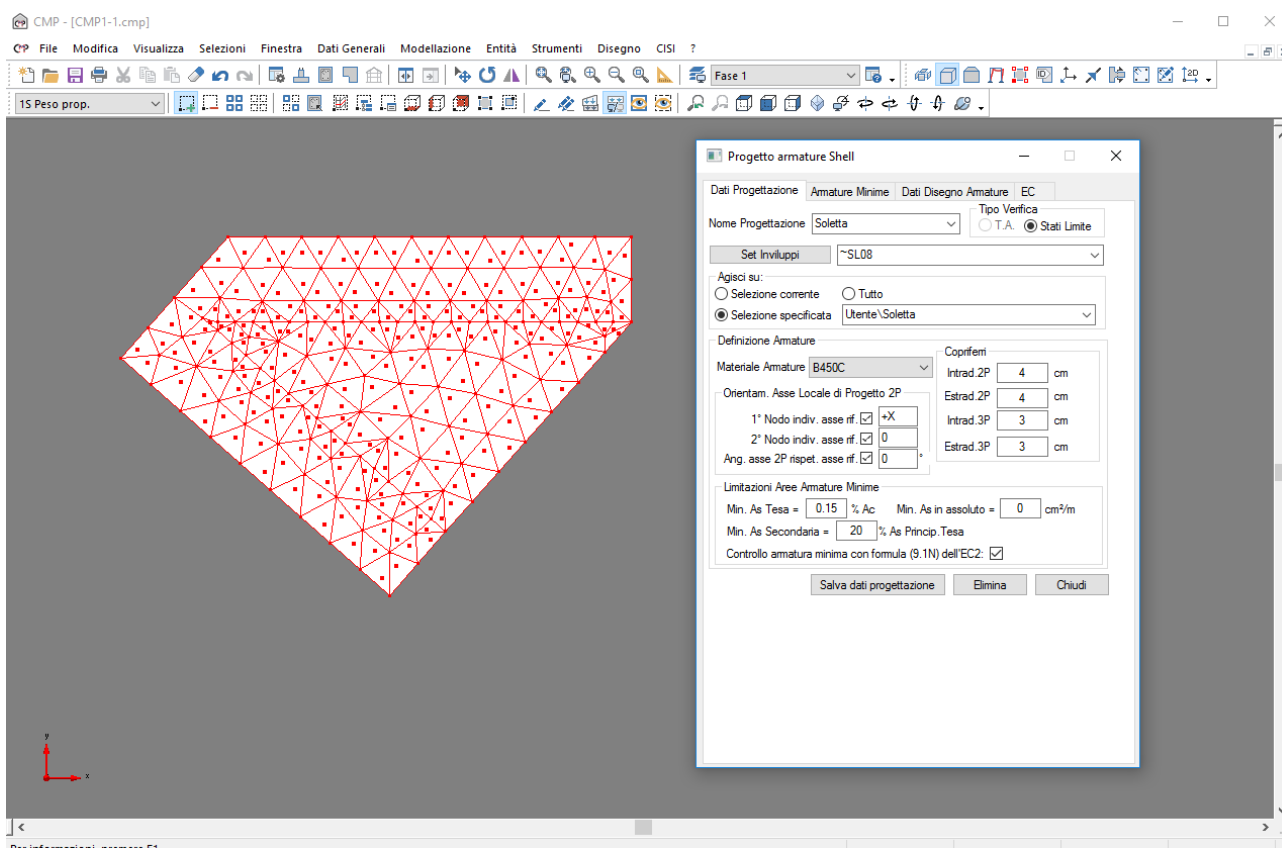 CMP - [CMP1-1.cmp]
File Modifica Visualizza Selezioni Finestra Dati Generali Modellazione Entità Strumenti Disegno CISI ?
Fase 1
1S Peso prop.
Progetto armature Shell
Dati Progettazione Armature Minime Dati Disegno Armature EC
Nome Progettazione Soletta
Tipo Verifica
T.A. Stati Limite
Set Inviluppi ~SL08
Agisci su:
Selezione corrente Tutto
Selezione specificata Utente\Soletta
Definizione Armature
Materiale Armature B450C
Copriferri
Intrad.2P 4 cm
Estrad.2P 4 cm
Intrad.3P 3 cm
Estrad.3P 3 cm
Orientam. Asse Locale di Progetto 2P
1° Nodo indiv. asse rif. +X
2° Nodo indiv. asse rif. 0
Ang. asse 2P rispet. asse rif. 0 °
Limitazioni Aree Armature Minime
Min. As Tesa = 0.15 % Ac Min. As in assoluto = 0 cm²/m
Min. As Secondaria = 20 % As Princip.Tesa
Controllo armatura minima con formula (9.1N) dell'EC2:
Salva dati progettazione Elimina Chiudi
y
x
Per informazioni, premere F1